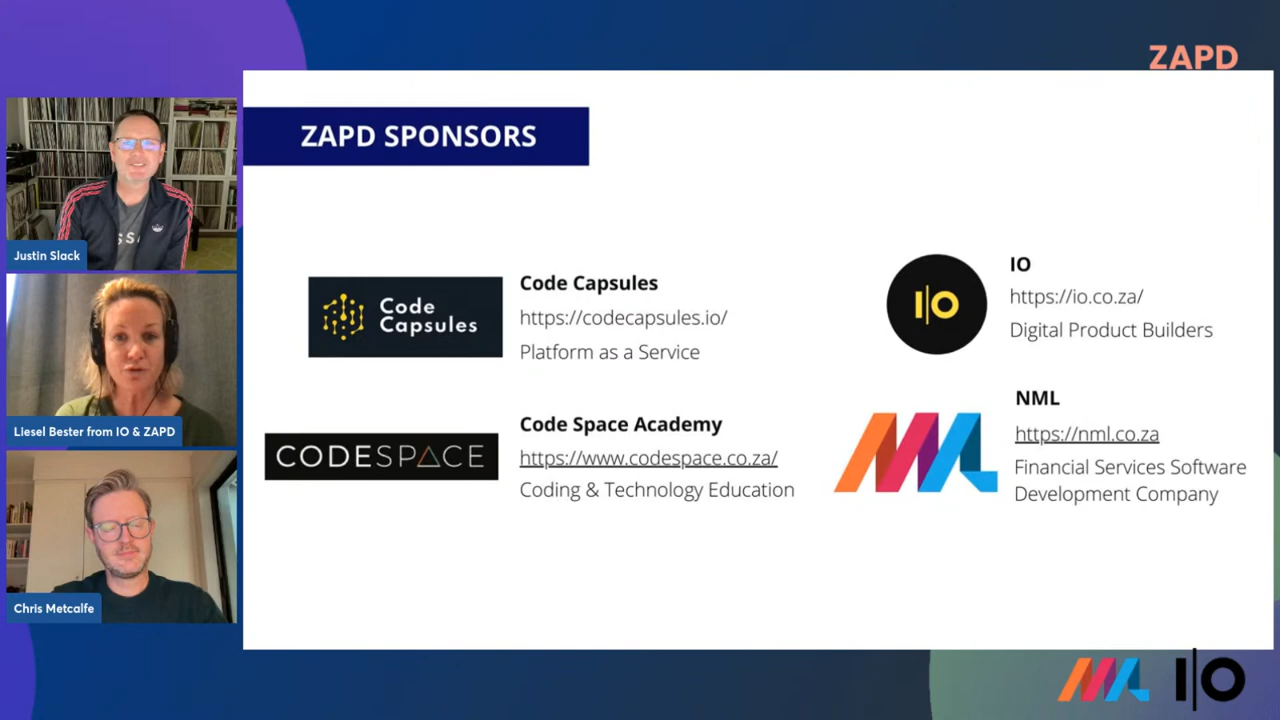 ZAPD
ZAPD SPONSORS
Justin Slack
Liesel Bester from IO & ZAPD
Chris Metcalfe
Code
Capsules
Code Capsules
https://codecapsules.io/
Platform as a Service
I|O
IO
https://io.co.za/
Digital Product Builders
CODESPACE
Code Space Academy
https://www.codespace.co.za/
Coding & Technology Education
NML
https://nml.co.za
Financial Services Software
Development Company
I|O